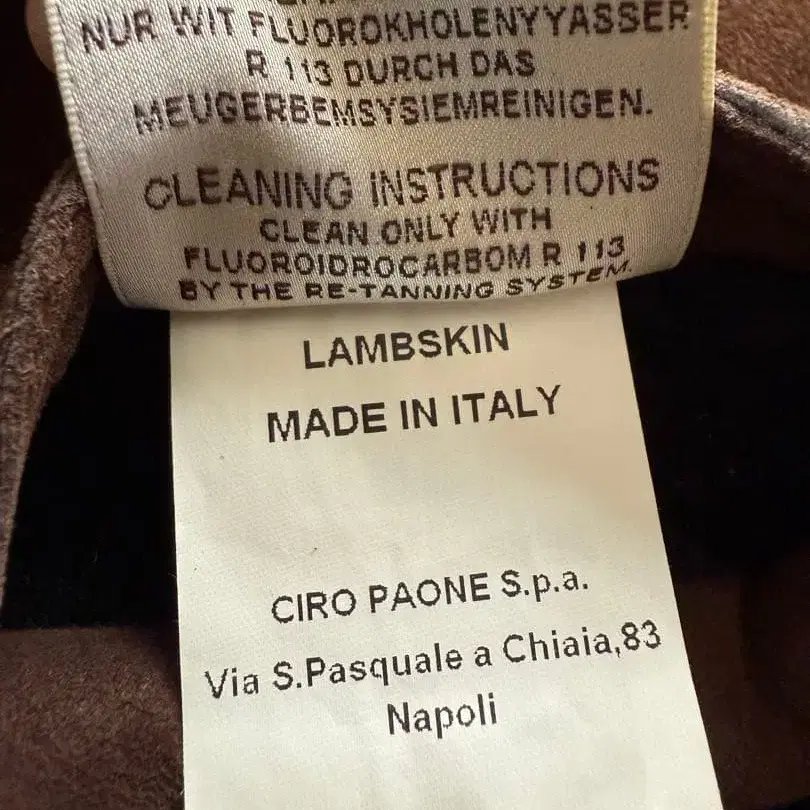 NUR WIT FLUOROKHOLENYYASSER
R 113 DURCH DAS
MEUGERBEMSYSIEMREINIGEN.
CLEANING INSTRUCTIONS
CLEAN ONLY WITH
FLUOROIDROCARBOM R 113
BY THE RE-TANNING SYSTEM.
LAMBSKIN
MADE IN ITALY
CIRO PAONE S.p.a.
Via S.Pasquale a Chiaia,83
Napoli